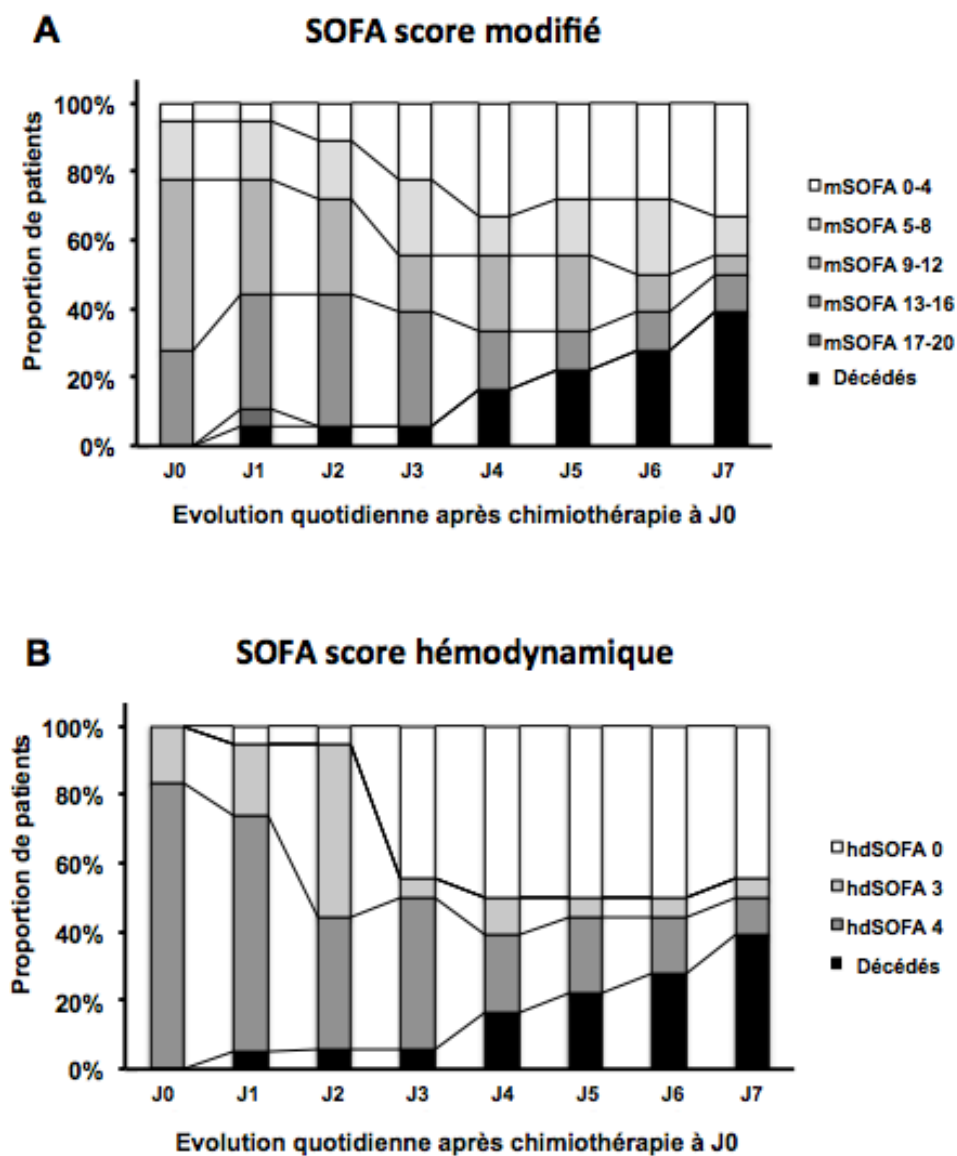 A
SOFA score modifié
Proportion de patients
100%
80%
60%
40%
20%
0%
J0 J1 J2 J3 J4 J5 J6 J7
Evolution quotidienne après chimiothérapie à J0
mSOFA 0-4
mSOFA 5-8
mSOFA 9-12
mSOFA 13-16
mSOFA 17-20
Décédés
B
SOFA score hémodynamique
Proportion de patients
100%
80%
60%
40%
20%
0%
J0 J1 J2 J3 J4 J5 J6 J7
Evolution quotidienne après chimiothérapie à J0
hdSOFA 0
hdSOFA 3
hdSOFA 4
Décédés